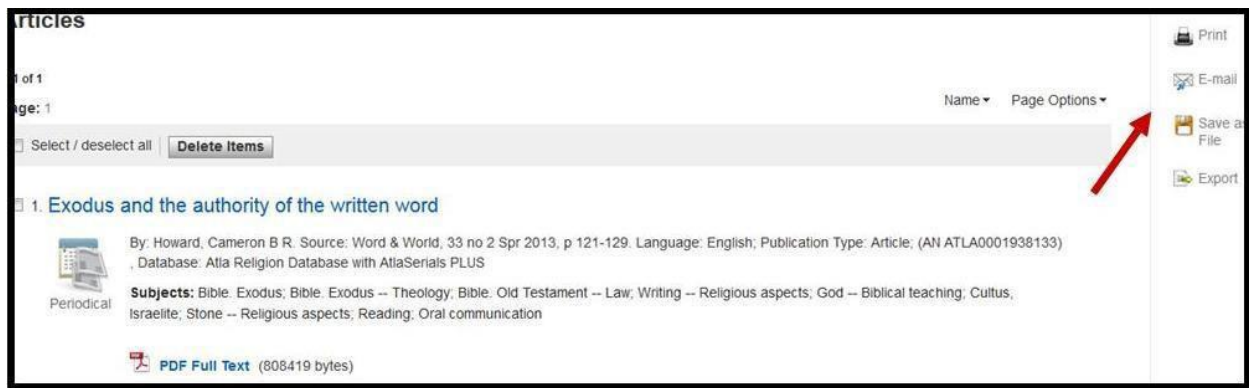 rticles
1 of 1
age: 1
Name Page Options
Select / deselect all Delete Items
1. Exodus and the authority of the written word
By: Howard, Cameron B R. Source: Word & World, 33 no 2 Spr 2013, p 121-129. Language: English; Publication Type: Article; (AN ATLA0001938133)
, Database: Atla Religion Database with AtlaSerials PLUS
Periodical
Subjects: Bible. Exodus; Bible. Exodus -- Theology; Bible. Old Testament -- Law; Writing -- Religious aspects; God -- Biblical teaching; Cultus,
Israelite; Stone -- Religious aspects; Reading; Oral communication
PDF Full Text (808419 bytes)
Print
E-mail
Save as
File
Export